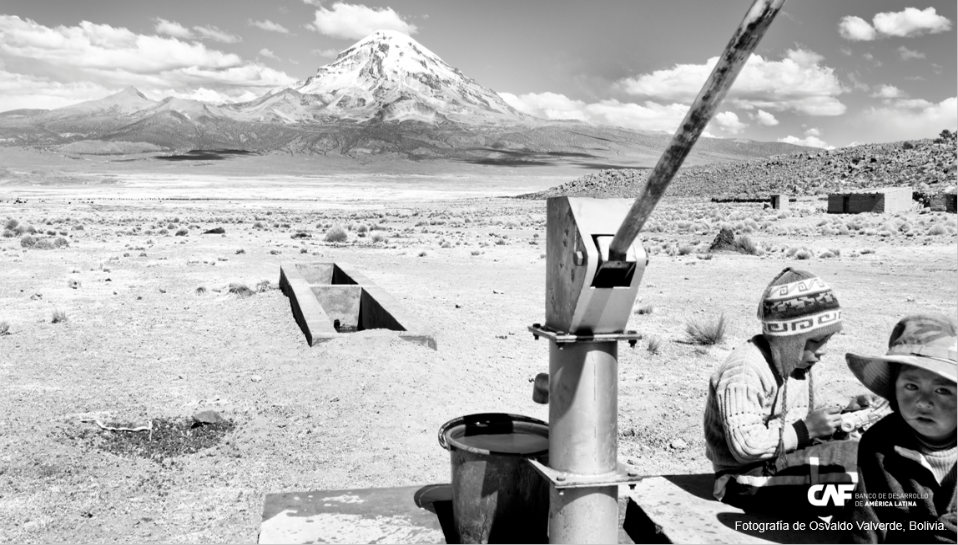 CAF BANCO DE DESARROLLO
DE AMÉRICA LATINA
Fotografía de Osvaldo Valverde, Bolivia.